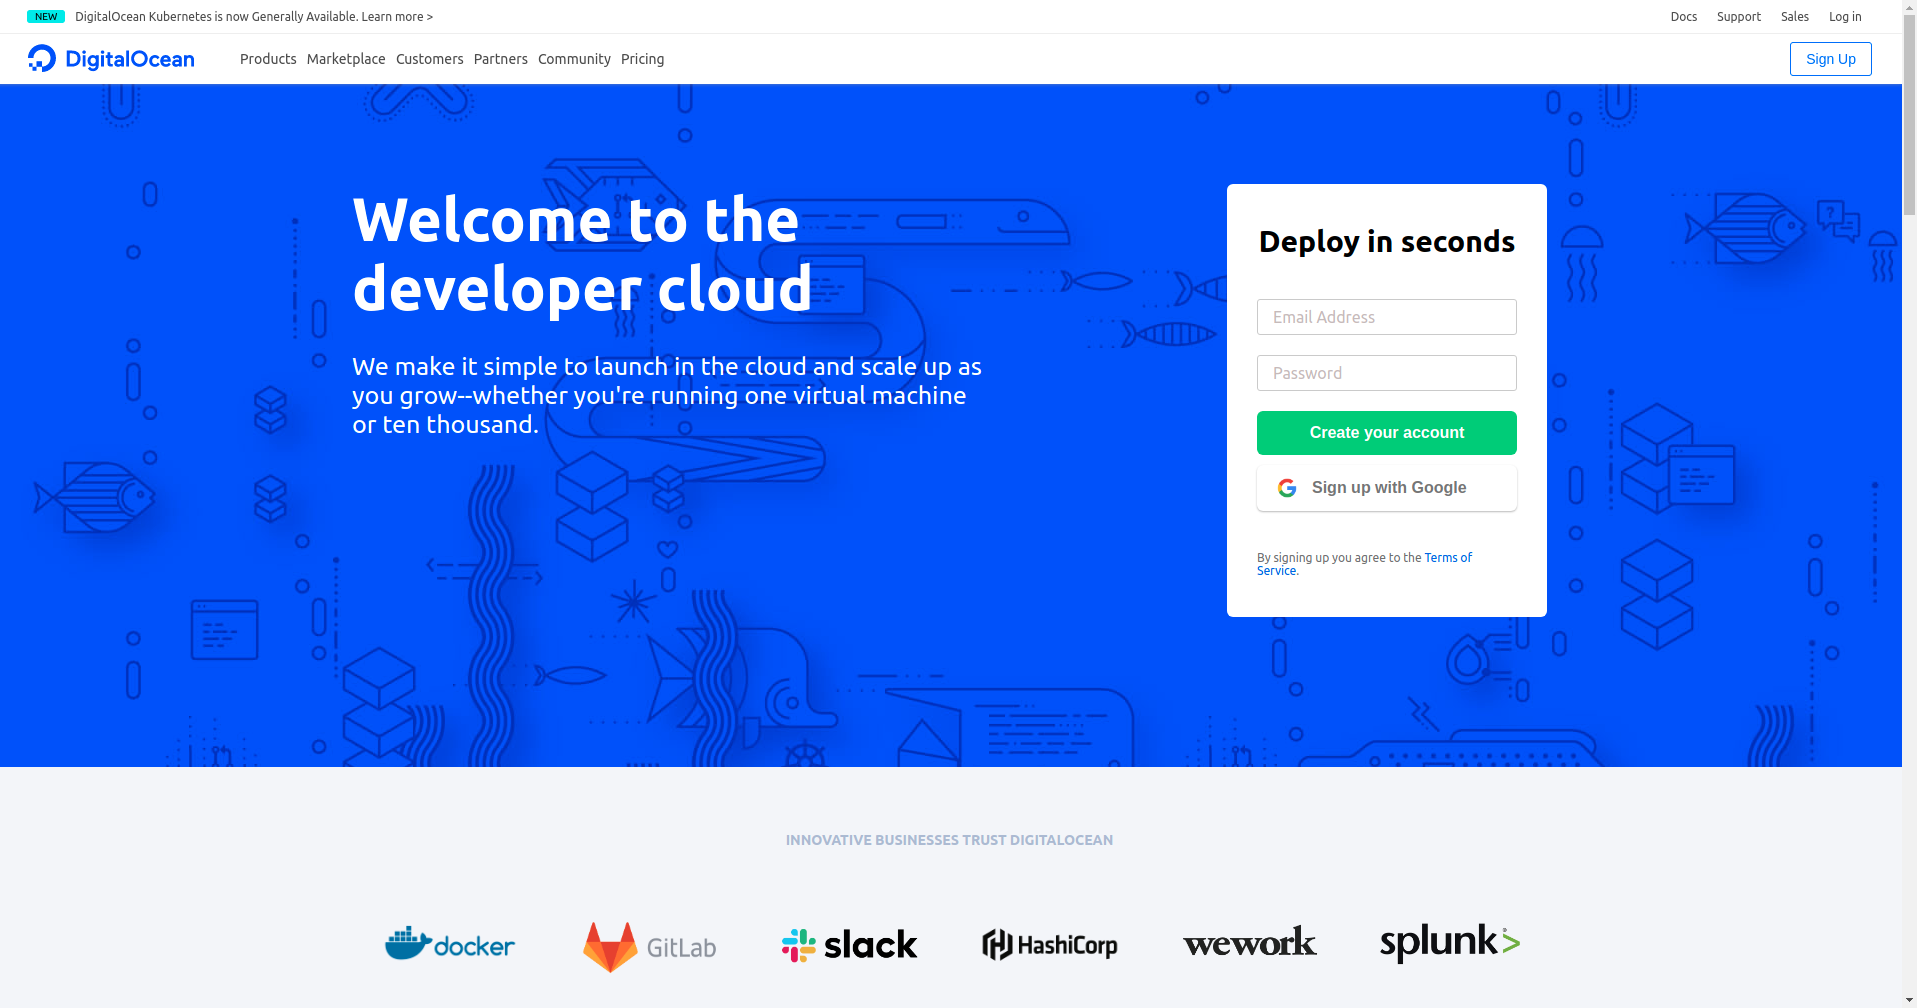 NEW DigitalOcean Kubernetes is now Generally Available. Learn more >
Docs Support Sales Log in
DigitalOcean
Products Marketplace Customers Partners Community Pricing
Sign Up
Welcome to the
developer cloud
We make it simple to launch in the cloud and scale up as
you grow--whether you're running one virtual machine
or ten thousand.
Deploy in seconds
Email Address
Password
Create your account
Sign up with Google
By signing up you agree to the Terms of
Service.
INNOVATIVE BUSINESSES TRUST DIGITALOCEAN
docker
GitLab
slack
HashiCorp
wework
splunk>